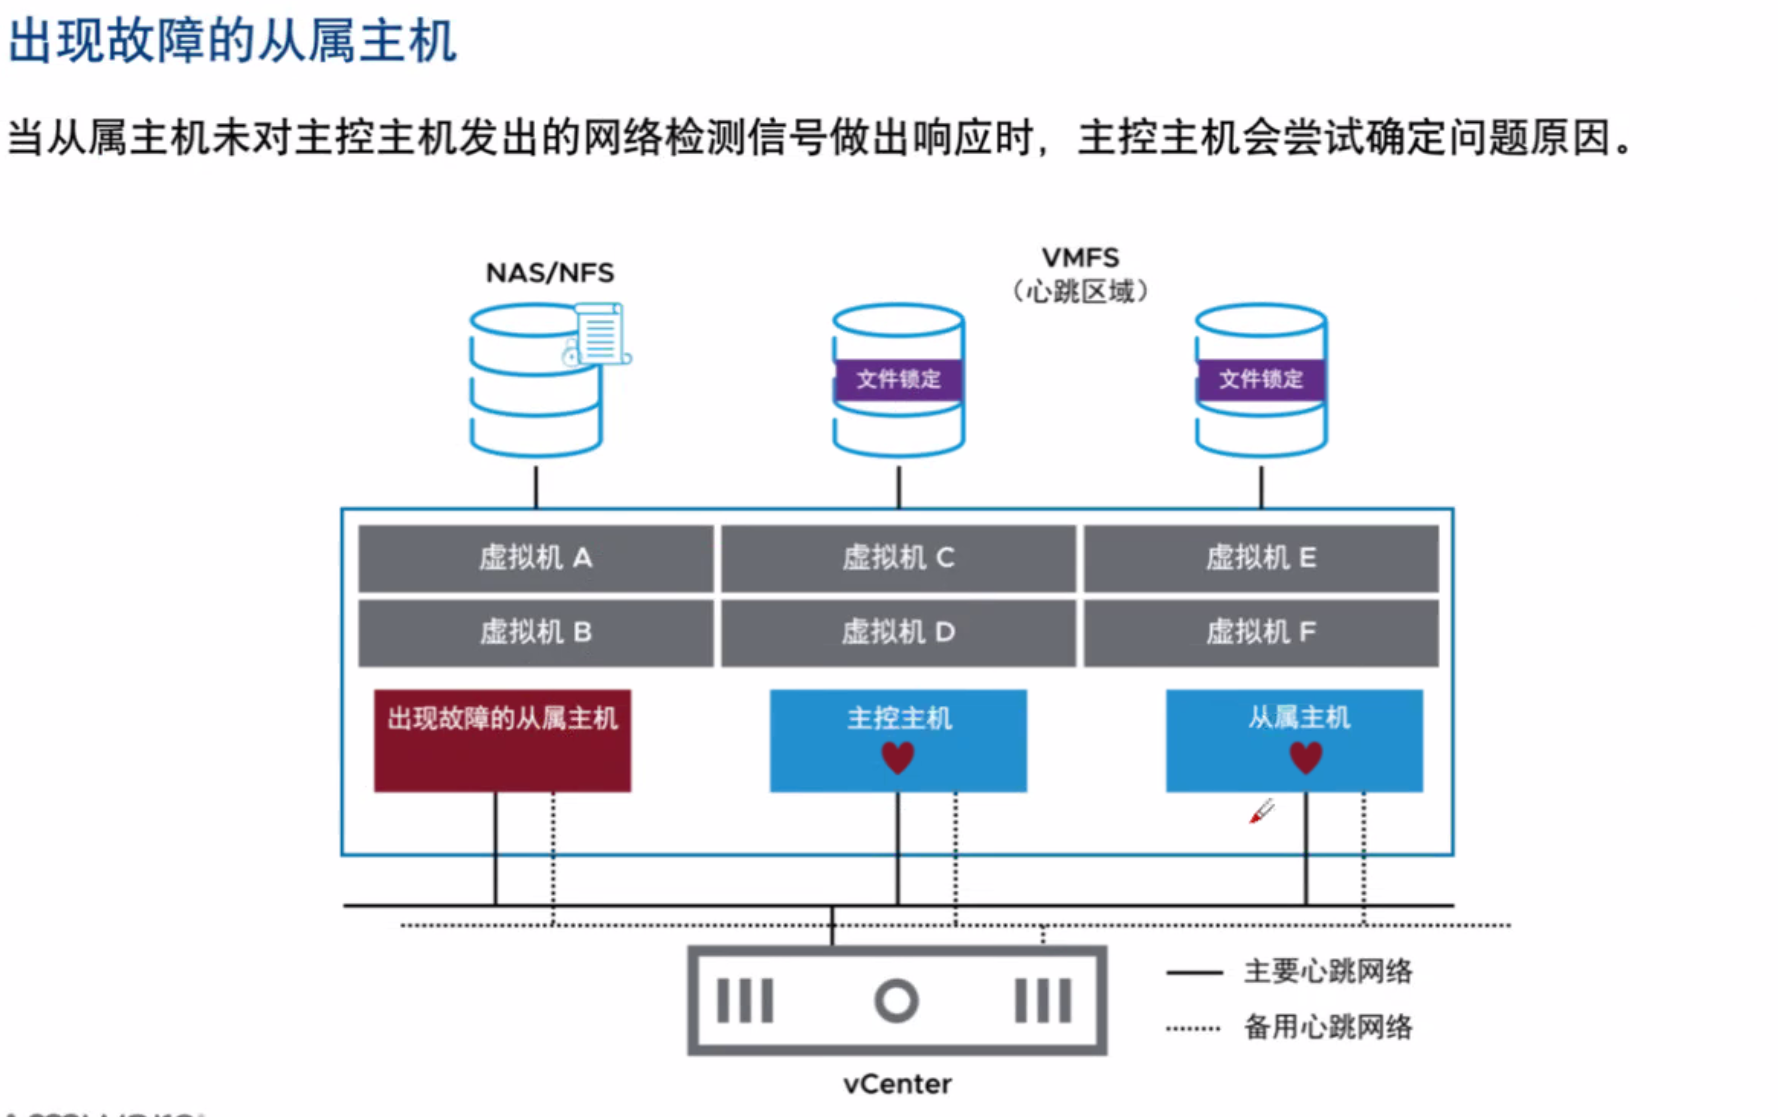 出现故障的从属主机
当从属主机未对主控主机发出的网络检测信号做出响应时，主控主机会尝试确定问题原因。
NAS/NFS
VMFS
（心跳区域）
文件锁定
文件锁定
虚拟机 A
虚拟机 C
虚拟机 E
虚拟机 B
虚拟机 D
虚拟机 F
出现故障的从属主机
主控主机
从属主机
主要心跳网络
备用心跳网络
vCenter